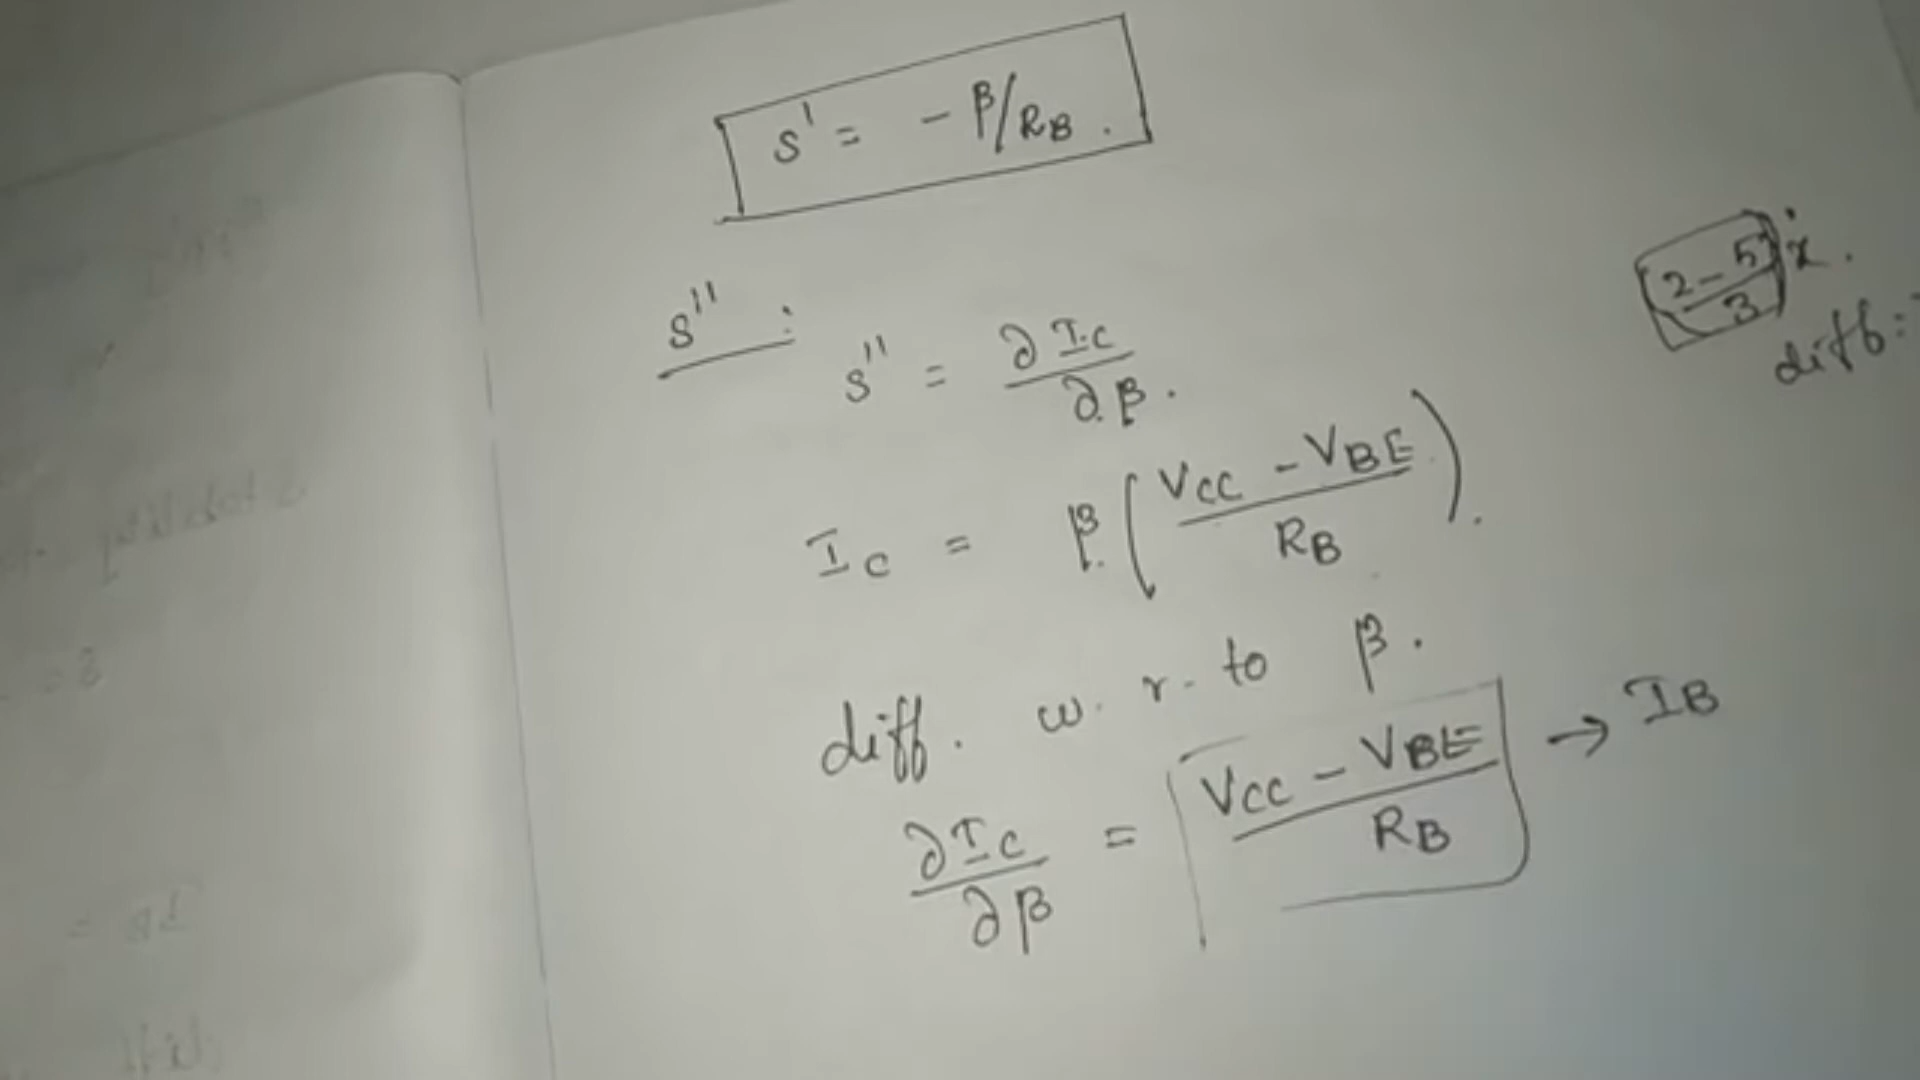 S' = - β/RB .
S'' : S'' = ∂IC/∂β .
IC = β. ( (VCC - VBE)/RB ) .
diff. w. r. to β .
∂IC/∂β = (VCC - VBE)/RB → IB
(2-5/3) x .
diff :